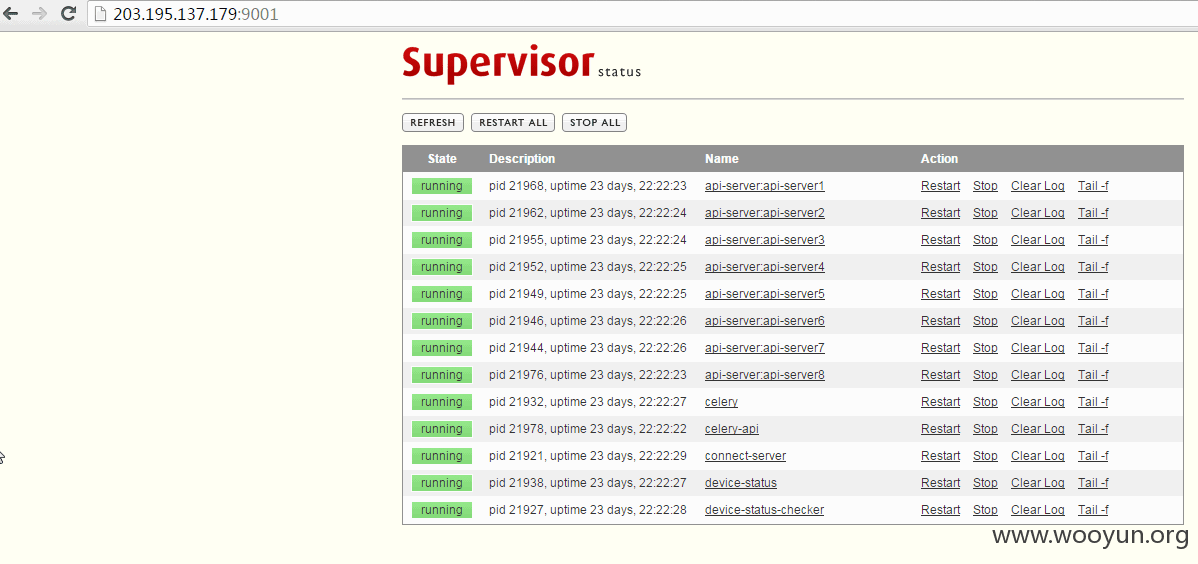 203.195.137.179:9001
Supervisor status
REFRESH RESTART ALL STOP ALL
State Description Name Action
running pid 21968, uptime 23 days, 22:22:23 api-server:api-server1 Restart Stop Clear Log Tail -f
running pid 21962, uptime 23 days, 22:22:24 api-server:api-server2 Restart Stop Clear Log Tail -f
running pid 21955, uptime 23 days, 22:22:24 api-server:api-server3 Restart Stop Clear Log Tail -f
running pid 21952, uptime 23 days, 22:22:25 api-server:api-server4 Restart Stop Clear Log Tail -f
running pid 21949, uptime 23 days, 22:22:25 api-server:api-server5 Restart Stop Clear Log Tail -f
running pid 21946, uptime 23 days, 22:22:26 api-server:api-server6 Restart Stop Clear Log Tail -f
running pid 21944, uptime 23 days, 22:22:26 api-server:api-server7 Restart Stop Clear Log Tail -f
running pid 21976, uptime 23 days, 22:22:23 api-server:api-server8 Restart Stop Clear Log Tail -f
running pid 21932, uptime 23 days, 22:22:27 celery Restart Stop Clear Log Tail -f
running pid 21978, uptime 23 days, 22:22:22 celery-api Restart Stop Clear Log Tail -f
running pid 21921, uptime 23 days, 22:22:29 connect-server Restart Stop Clear Log Tail -f
running pid 21938, uptime 23 days, 22:22:27 device-status Restart Stop Clear Log Tail -f
running pid 21927, uptime 23 days, 22:22:28 device-status-checker Restart Stop Clear Log Tail -f
www.wooyun.org